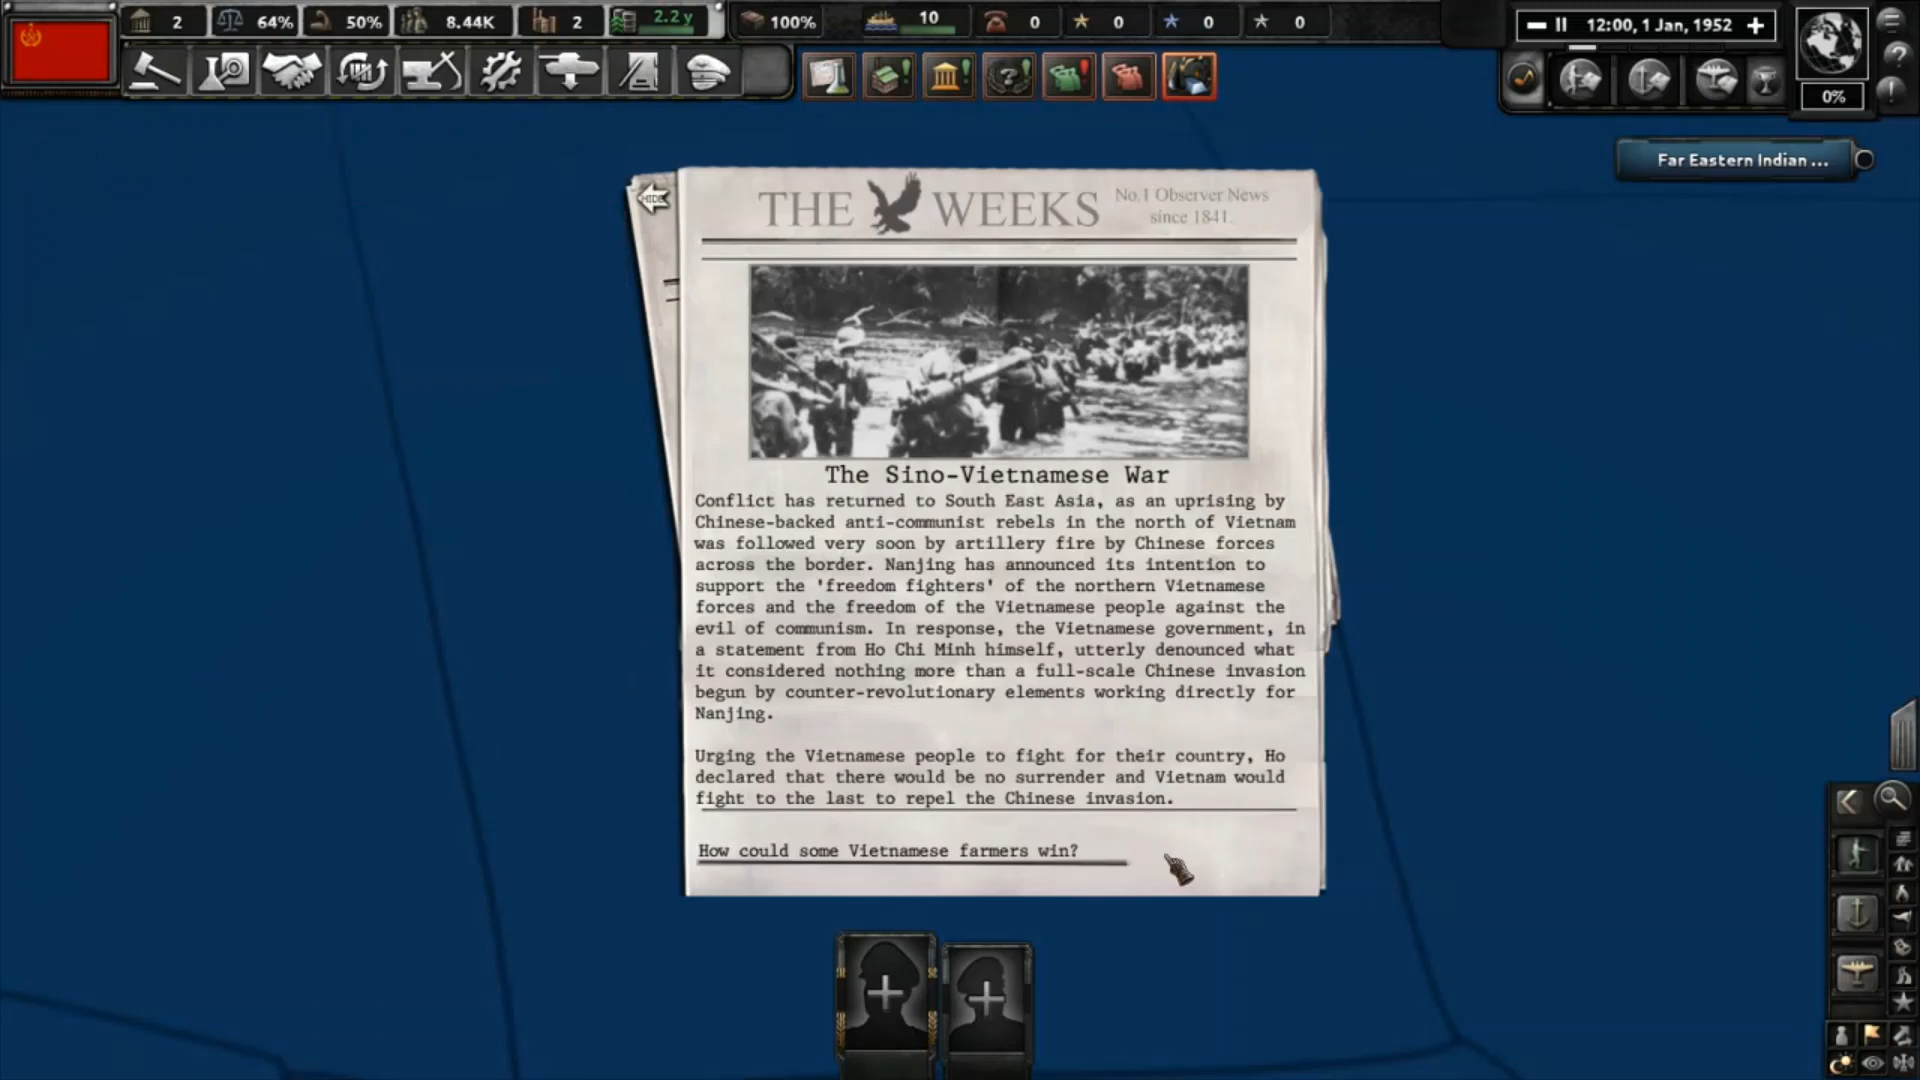 2
64%
50%
8.44K
2
2.2 y
100%
10
0
0
0
0
12:00, 1 Jan, 1952
0%
Far Eastern Indian ...
HIDE
THE WEEKS
No.1 Observer News
since 1841.
The Sino-Vietnamese War
Conflict has returned to South East Asia, as an uprising by
Chinese-backed anti-communist rebels in the north of Vietnam
was followed very soon by artillery fire by Chinese forces
across the border. Nanjing has announced its intention to
support the 'freedom fighters' of the northern Vietnamese
forces and the freedom of the Vietnamese people against the
evil of communism. In response, the Vietnamese government, in
a statement from Ho Chi Minh himself, utterly denounced what
it considered nothing more than a full-scale Chinese invasion
begun by counter-revolutionary elements working directly for
Nanjing.
Urging the Vietnamese people to fight for their country, Ho
declared that there would be no surrender and Vietnam would
fight to the last to repel the Chinese invasion.
How could some Vietnamese farmers win?